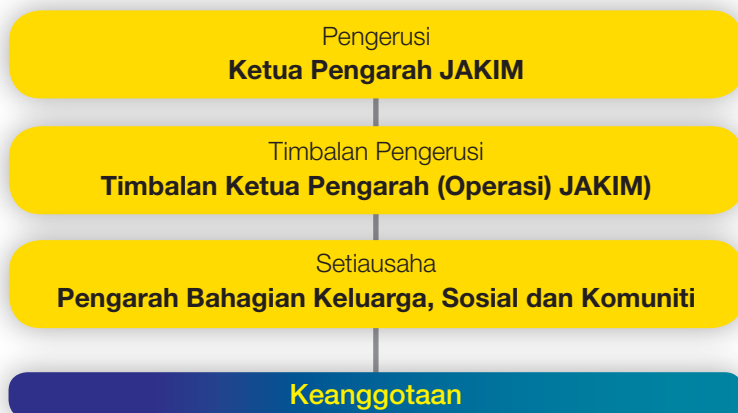 Pengerusi
Ketua Pengarah JAKIM
Timbalan Pengerusi
Timbalan Ketua Pengarah (Operasi) JAKIM)
Setiausaha
Pengarah Bahagian Keluarga, Sosial dan Komuniti
Keanggotaan